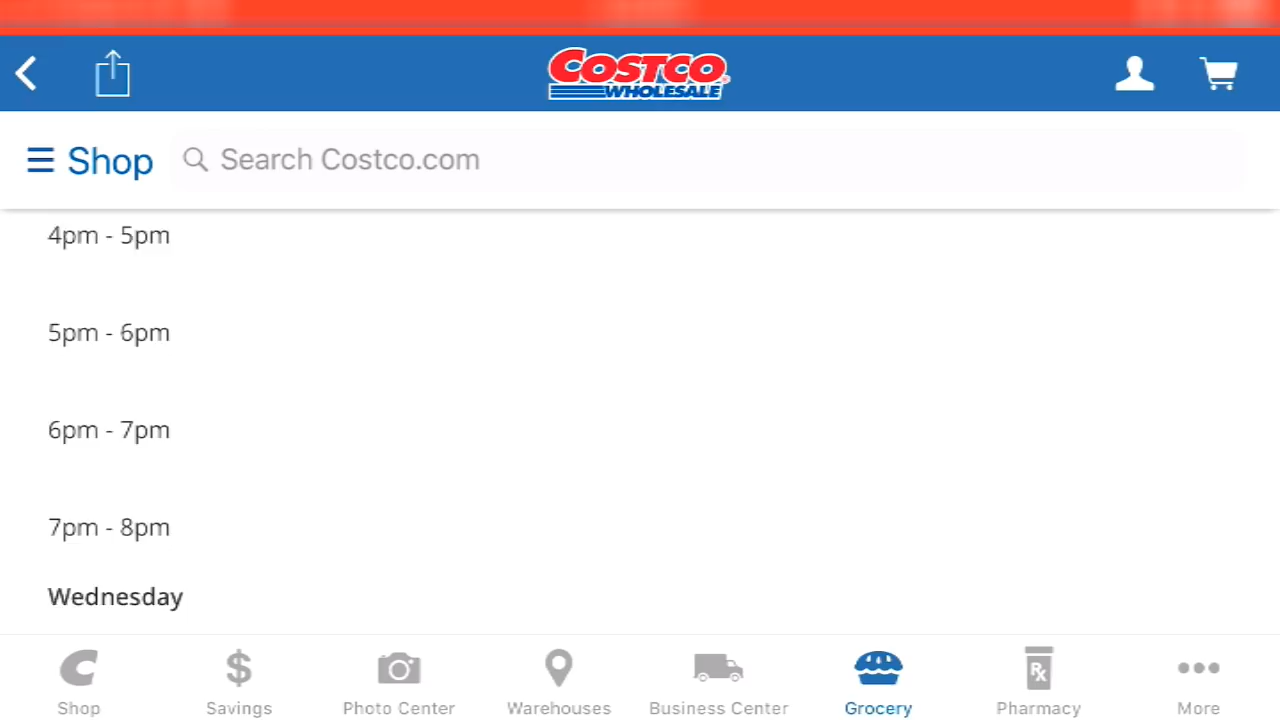 COSTCO
WHOLESALE
Shop
Search Costco.com
4pm - 5pm
5pm - 6pm
6pm - 7pm
7pm - 8pm
Wednesday
Rx
Shop
Savings
Photo Center
Warehouses
Business Center
Grocery
Pharmacy
More